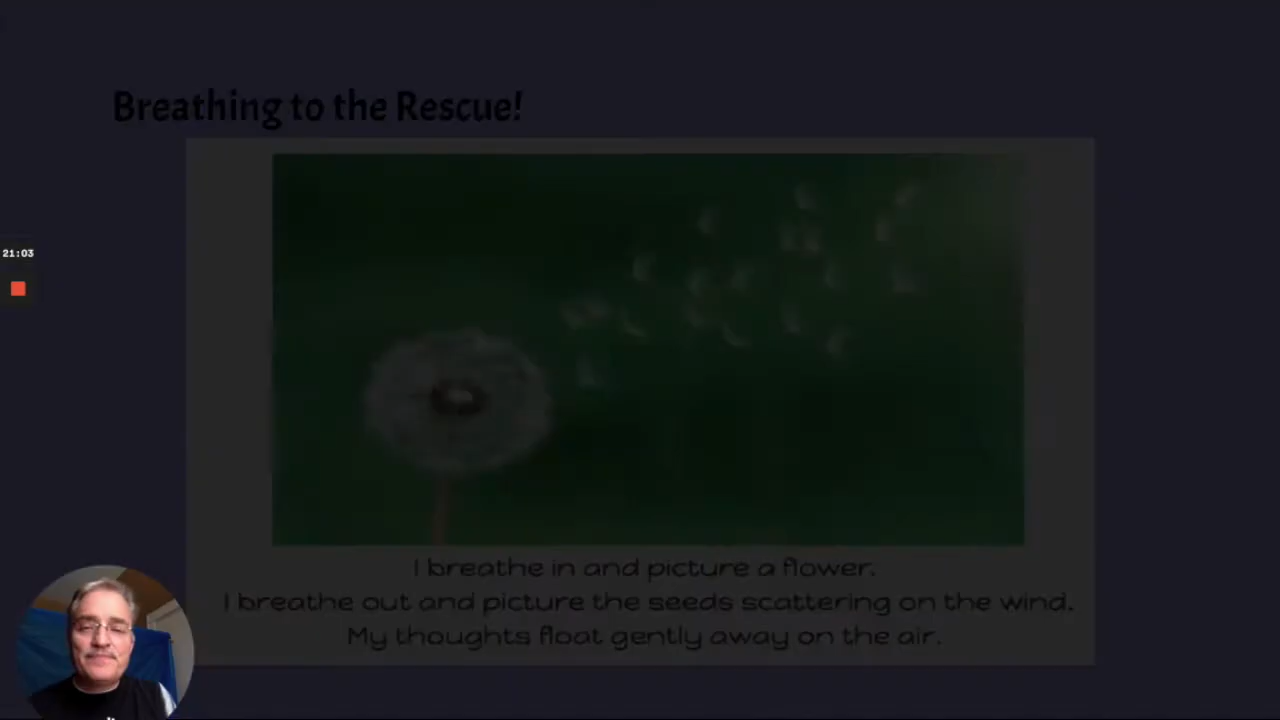 Breathing to the Rescue!
21:03
I breathe in and picture a flower.
I breathe out and picture the seeds scattering on the wind.
My thoughts float gently away on the air.